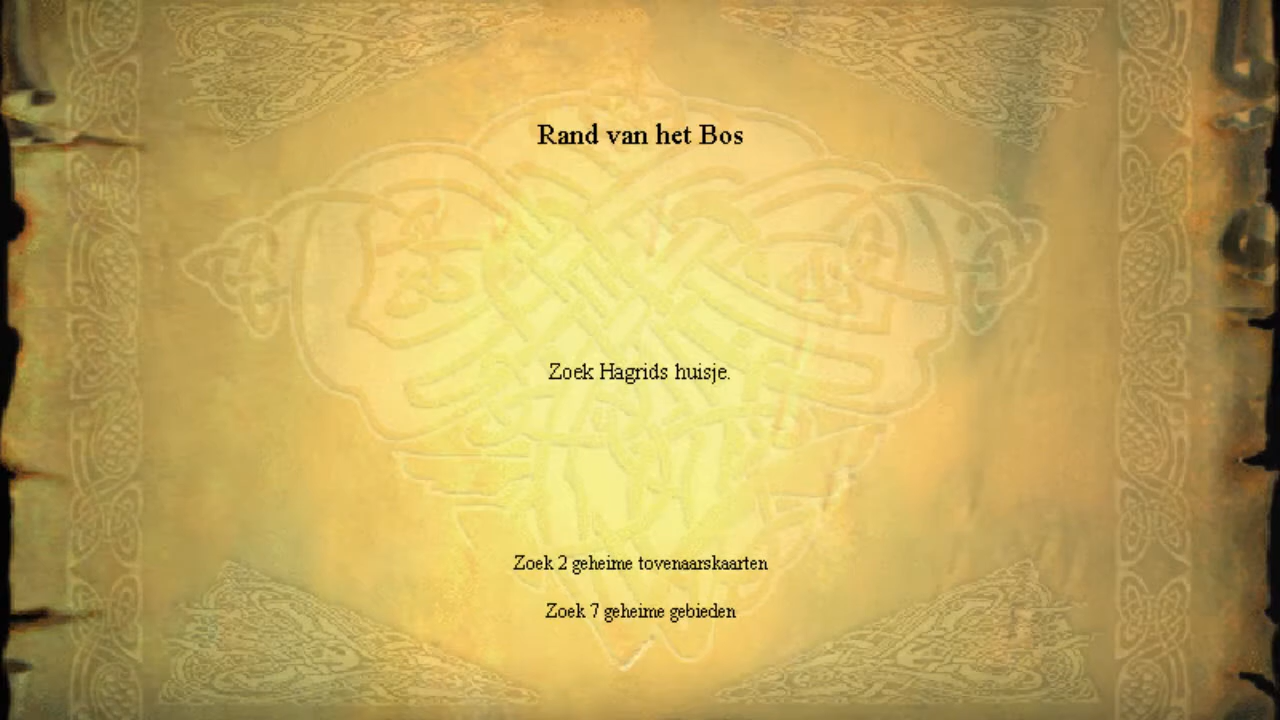 Rand van het Bos
Zoek Hagrids huisje.
Zoek 2 geheime tovenaarskaarten
Zoek 7 geheime gebieden